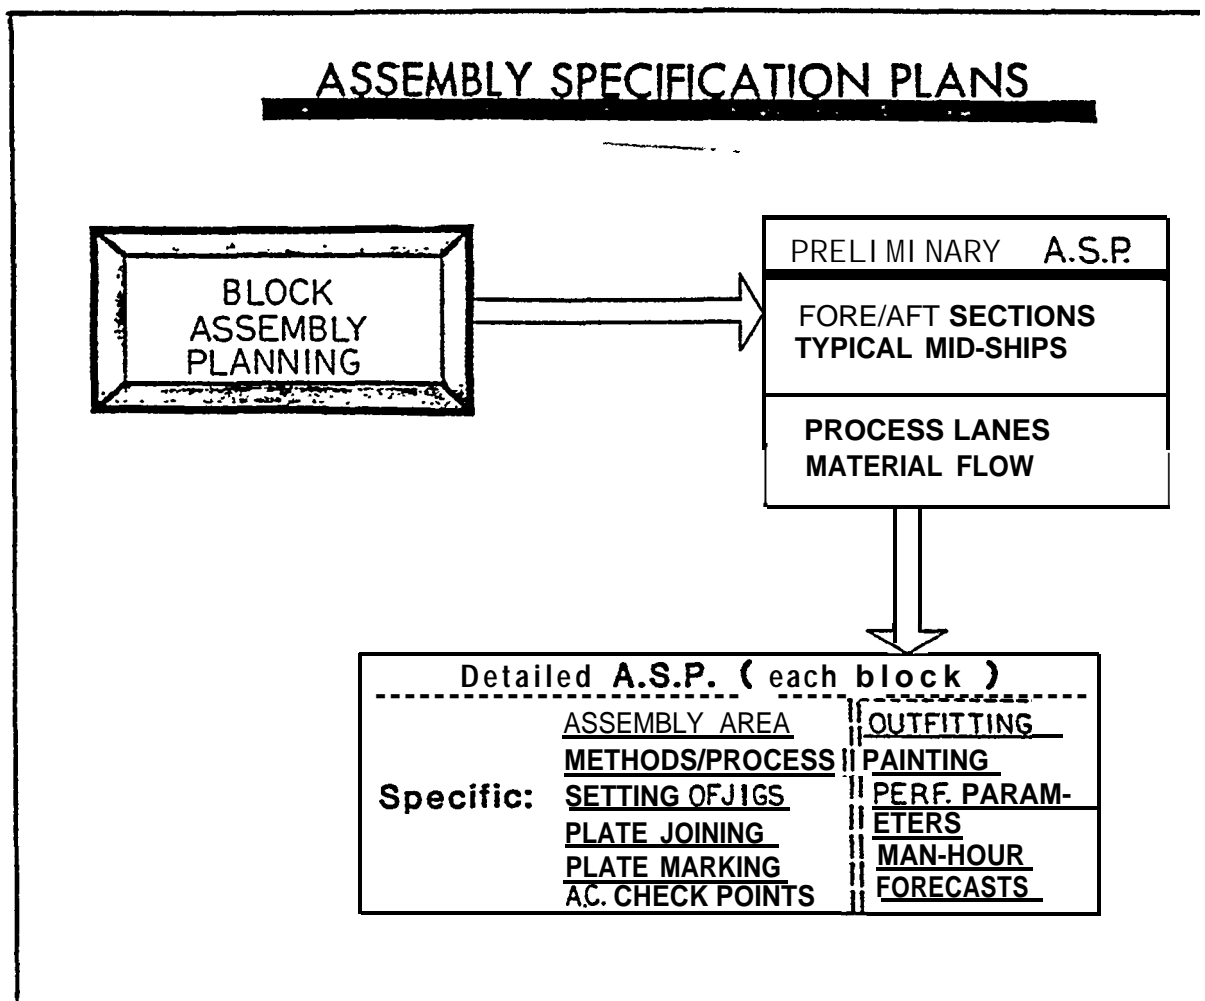 ASSEMBLY SPECIFICATION PLANS
BLOCK
ASSEMBLY
PLANNING
PRELIMINARY A.S.P.
FORE/AFT SECTIONS
TYPICAL MID-SHIPS
PROCESS LANES
MATERIAL FLOW
Detailed A.S.P. ( each block )
Specific:
ASSEMBLY AREA
METHODS/PROCESS
SETTING OF JIGS
PLATE JOINING
PLATE MARKING
A.C. CHECK POINTS
OUTFITTING
PAINTING
PERF. PARAM-
ETERS
MAN-HOUR
FORECASTS